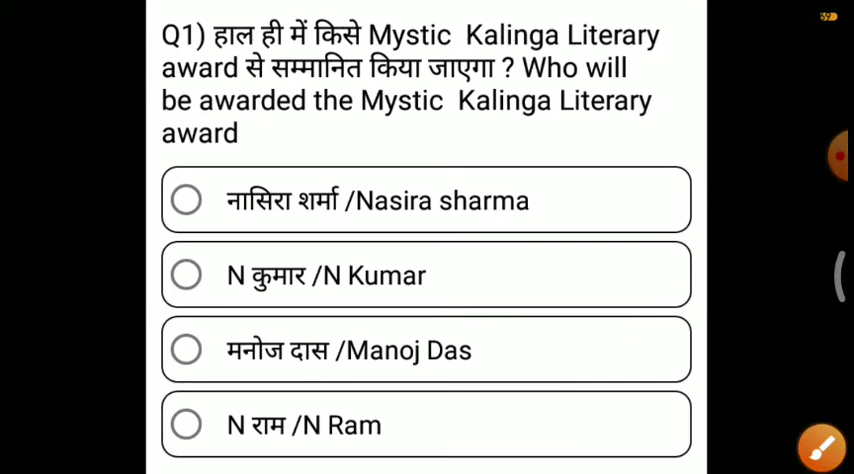 Q1) हाल ही में किसे Mystic Kalinga Literary
award से सम्मानित किया जाएगा ? Who will
be awarded the Mystic Kalinga Literary
award
नासिरा शर्मा /Nasira sharma
N कुमार /N Kumar
मनोज दास /Manoj Das
N राम /N Ram